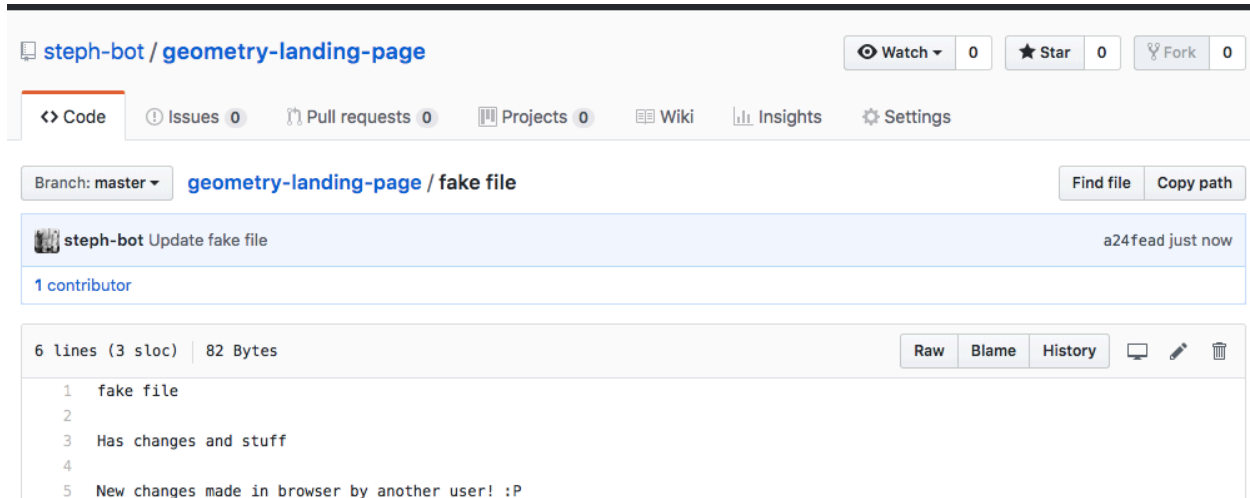 steph-bot / geometry-landing-page Watch 0 Star 0 Fork 0
Code Issues 0 Pull requests 0 Projects 0 Wiki Insights Settings
Branch: master geometry-landing-page / fake file Find file Copy path
steph-bot Update fake file a24fead just now
1 contributor
6 lines (3 sloc) 82 Bytes Raw Blame History
1 fake file
2
3 Has changes and stuff
4
5 New changes made in browser by another user! :P